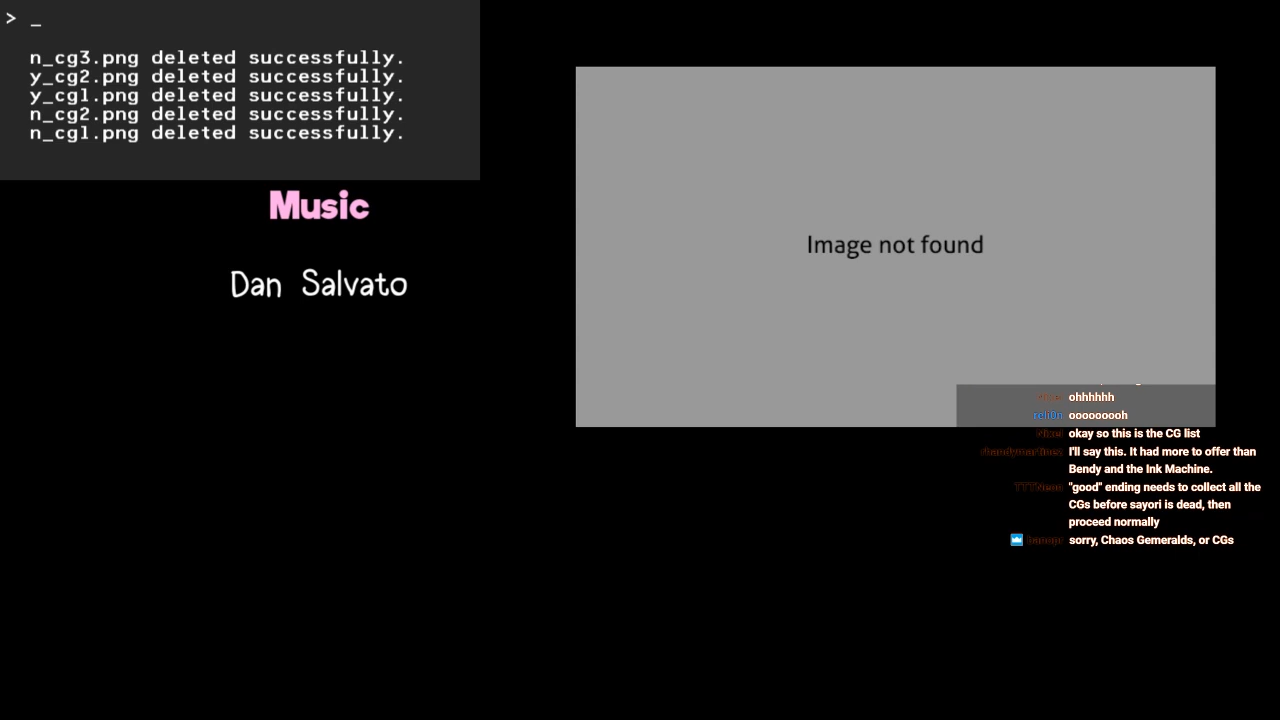 > _
n_cg3.png deleted successfully.
y_cg2.png deleted successfully.
y_cg1.png deleted successfully.
n_cg2.png deleted successfully.
n_cg1.png deleted successfully.
Music
Dan Salvato
Image not found
ohhhhhh
ooooooooh
okay so this is the CG list
I'll say this. It had more to offer than
Bendy and the Ink Machine.
"good" ending needs to collect all the
CGs before sayori is dead, then
proceed normally
sorry, Chaos Gemeralds, or CGs